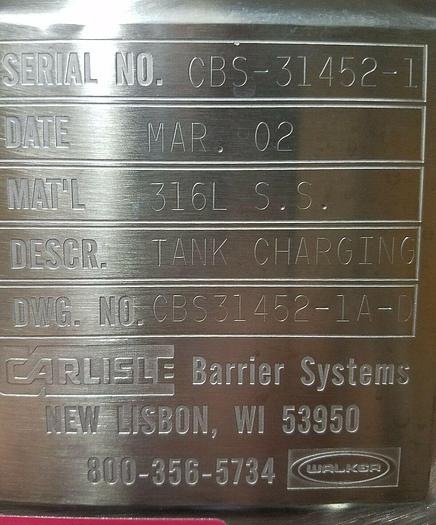 SERIAL NO. CBS-31452-1
DATE MAR. 02
MAT'L 316L S.S.
DESCR. TANK CHARGING
DWG. NO. CBS31452-1A-D
CARLISLE Barrier Systems
NEW LISBON, WI 53950
800-356-5734 WALKER